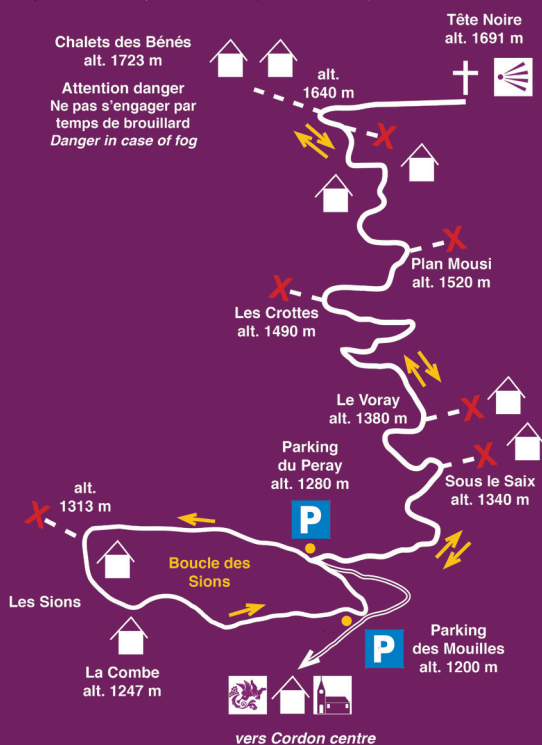 Tête Noire
alt. 1691 m
Chalets des Bénés
alt. 1723 m
alt.
1640 m
Attention danger
Ne pas s'engager par
temps de brouillard
Danger in case of fog
X
X
Plan Mousi
alt. 1520 m
X
Les Crottes
alt. 1490 m
Le Voray
alt. 1380 m
X
X
Sous le Saix
alt. 1340 m
Parking
du Peray
alt. 1280 m
P
alt.
1313 m
X
Boucle des
Sions
Les Sions
La Combe
alt. 1247 m
P
Parking
des Mouilles
alt. 1200 m
vers Cordon centre